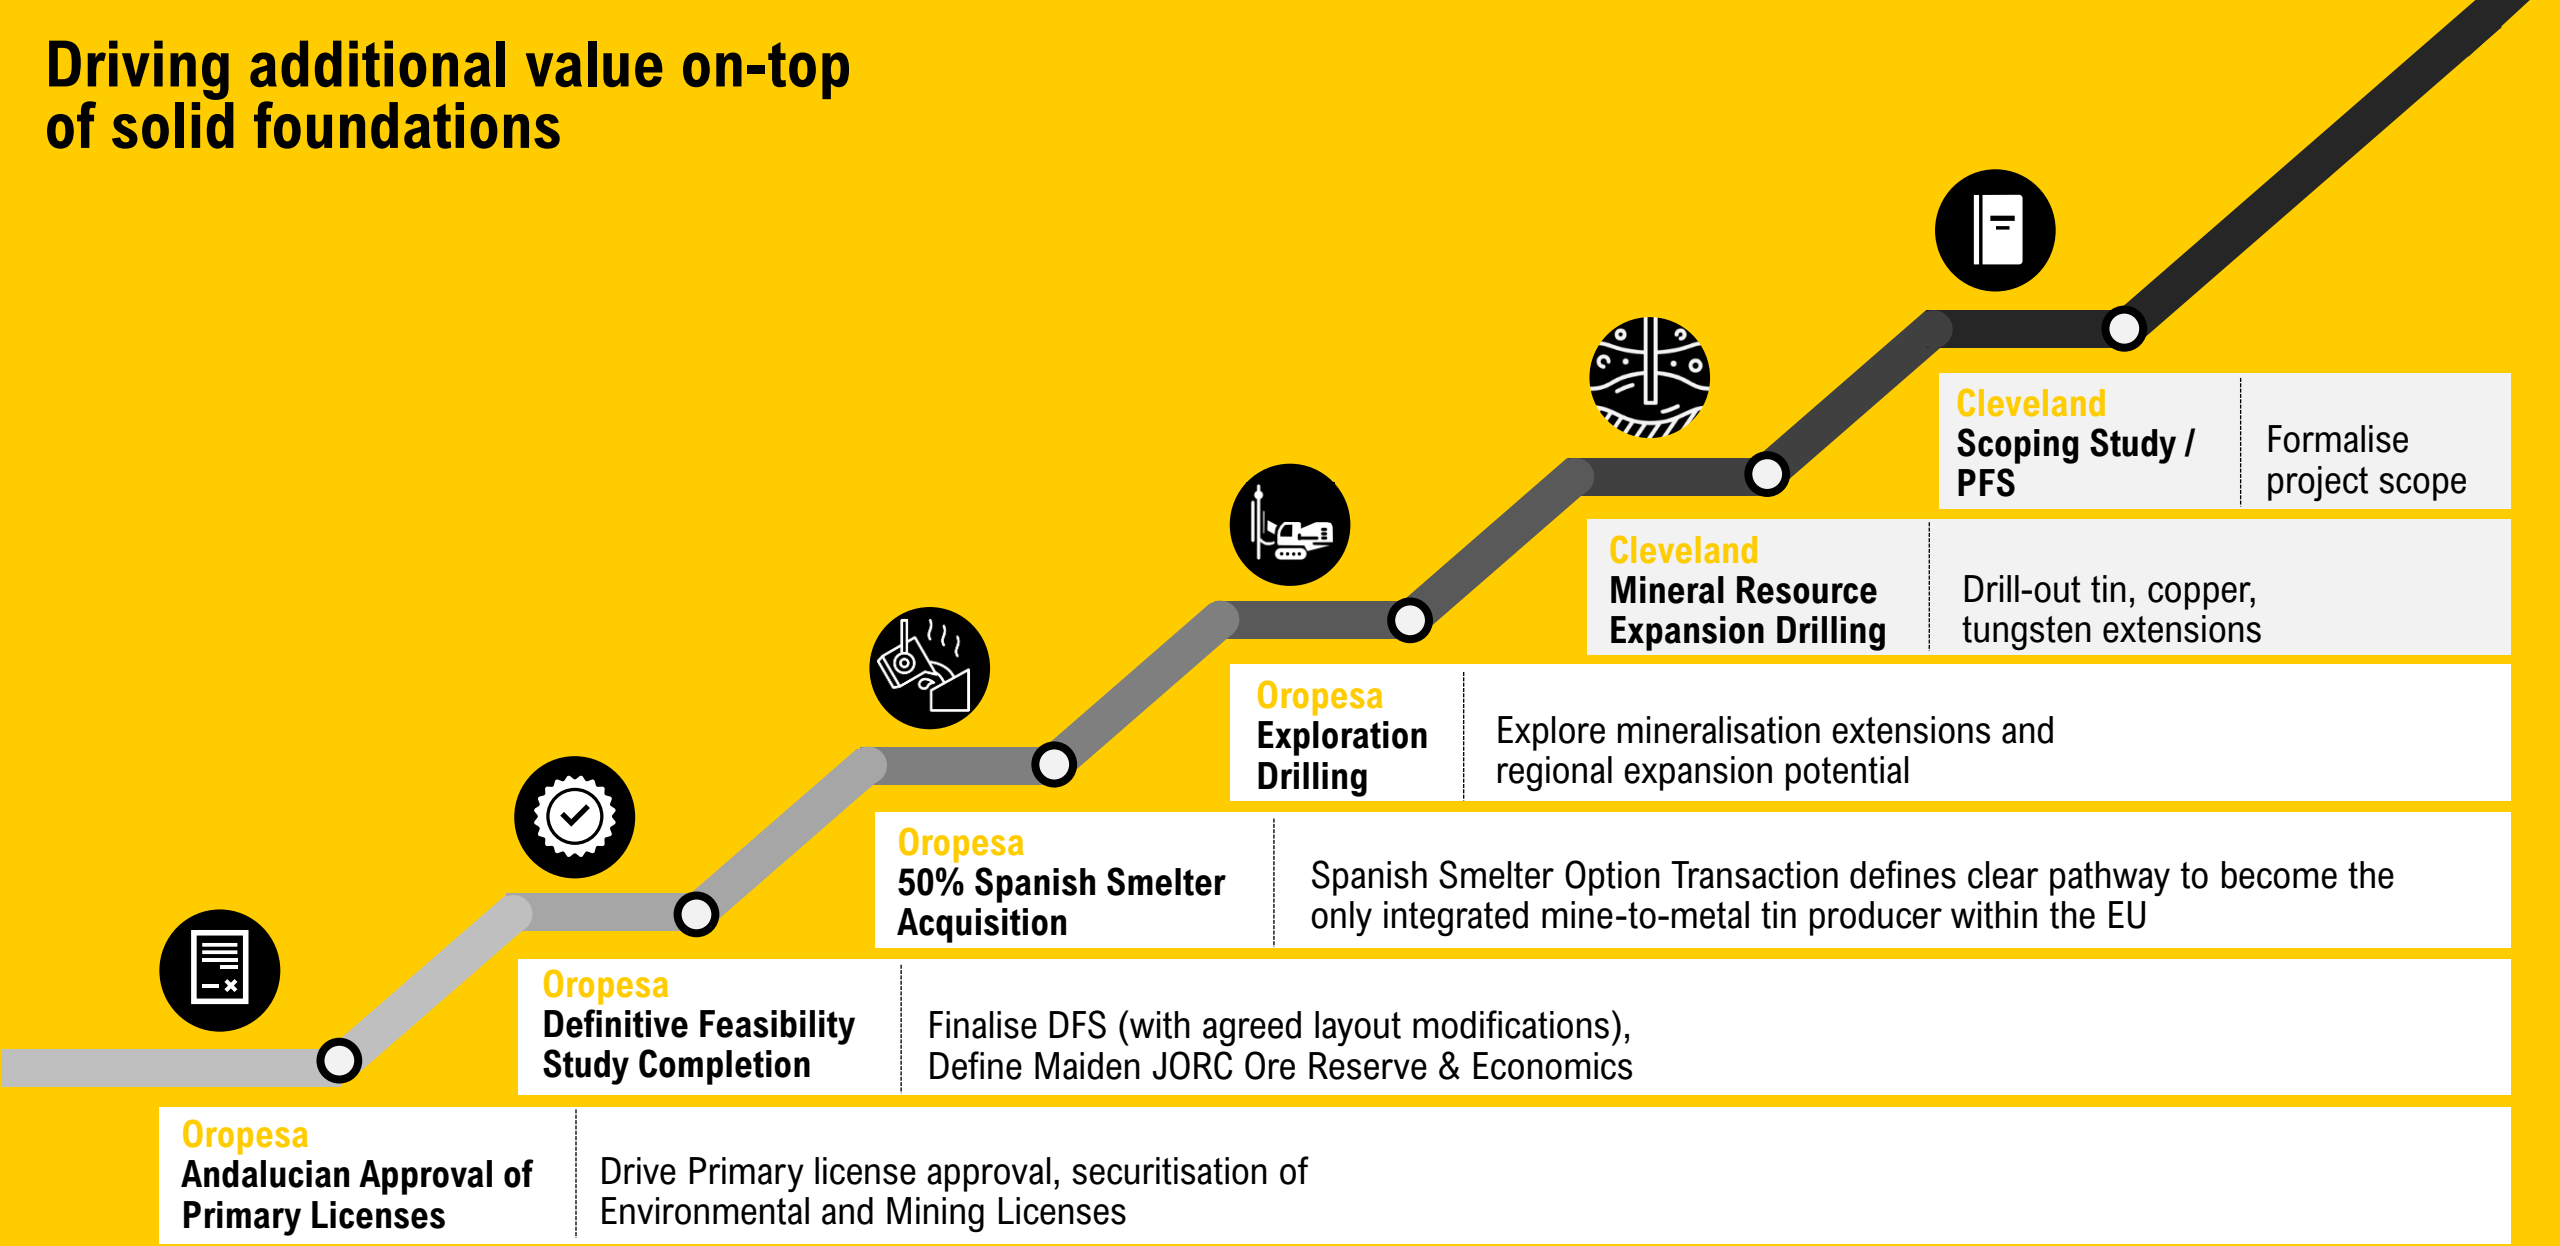 Driving additional value on-top
of solid foundations
Cleveland
Scoping Study /
PFS
Formalise
project scope
Cleveland
Mineral Resource
Expansion Drilling
Drill-out tin, copper,
tungsten extensions
Oropesa
Exploration
Drilling
Explore mineralisation extensions and
regional expansion potential
Oropesa
50% Spanish Smelter
Acquisition
Spanish Smelter Option Transaction defines clear pathway to become the
only integrated mine-to-metal tin producer within the EU
Oropesa
Definitive Feasibility
Study Completion
Finalise DFS (with agreed layout modifications),
Define Maiden JORC Ore Reserve & Economics
Oropesa
Andalucian Approval of
Primary Licenses
Drive Primary license approval, securitisation of
Environmental and Mining Licenses